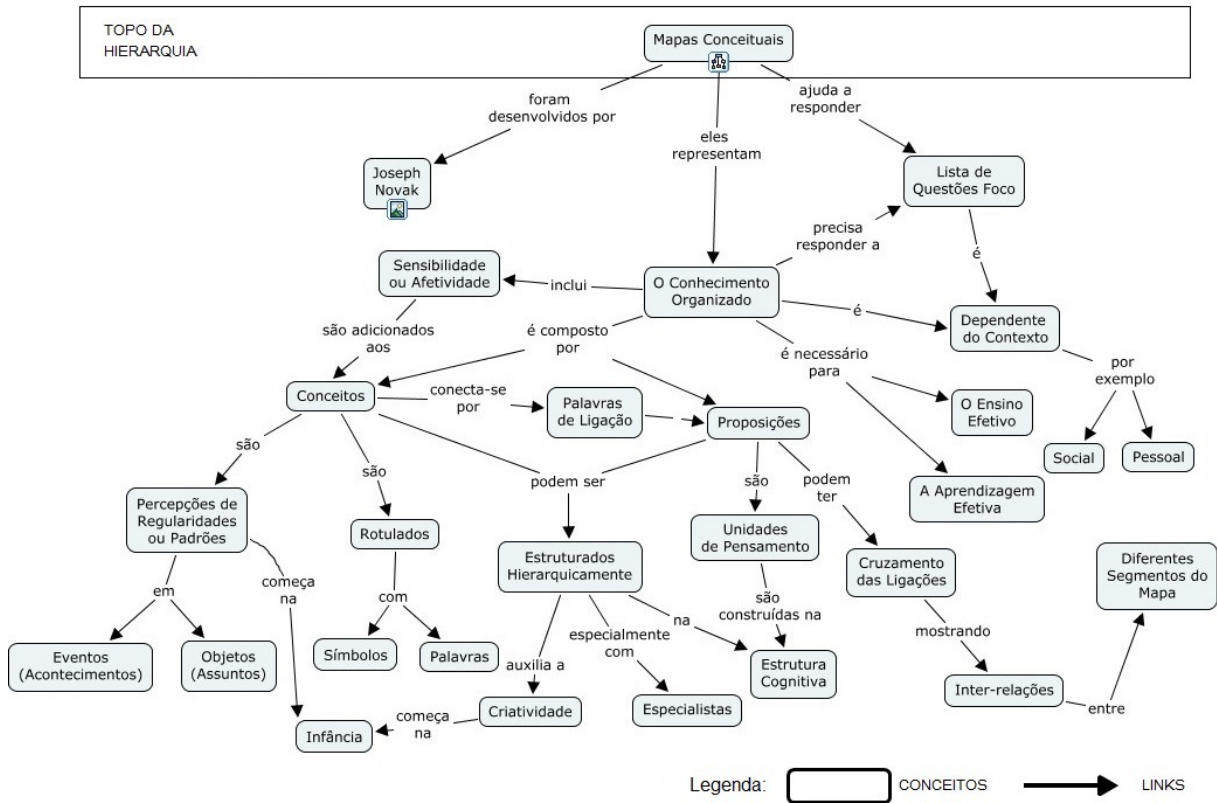 TOPO DA
HIERARQUIA
Mapas Conceituais
foram
desenvolvidos por
eles
representam
ajuda a
responder
Joseph
Novak
Lista de
Questões Foco
precisa
responder a
é
Sensibilidade
ou Afetividade
inclui
O Conhecimento
Organizado
é
Dependente
do Contexto
são adicionados
aos
é composto
por
é necessário
para
por
exemplo
Conceitos
conecta-se
por
Palavras
de Ligação
Proposições
O Ensino
Efetivo
Social
Pessoal
são
são
podem ser
são
podem
ter
A Aprendizagem
Efetiva
Percepções de
Regularidades
ou Padrões
Rotulados
Estruturados
Hierarquicamente
Unidades
de Pensamento
Cruzamento
das Ligações
Diferentes
Segmentos do
Mapa
em
começa
na
com
especialmente
com
na
são
construídas na
mostrando
Eventos
(Acontecimentos)
Objetos
(Assuntos)
Símbolos
Palavras
auxilia a
Estrutura
Cognitiva
Inter-relações
entre
Infância
começa
na
Criatividade
Especialistas
Legenda:
CONCEITOS
LINKS